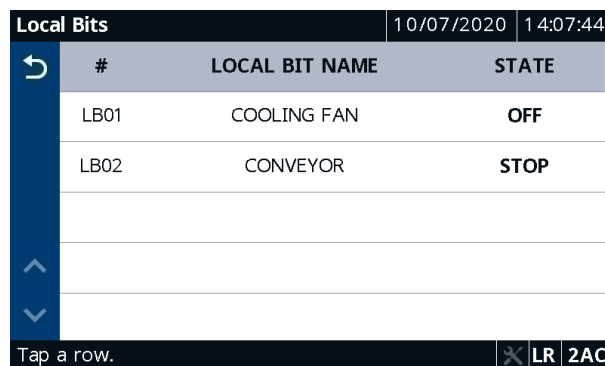 Local Bits 10/07/2020 14:07:44
# LOCAL BIT NAME STATE
LB01 COOLING FAN OFF
LB02 CONVEYOR STOP
Tap a row. LR 2AC